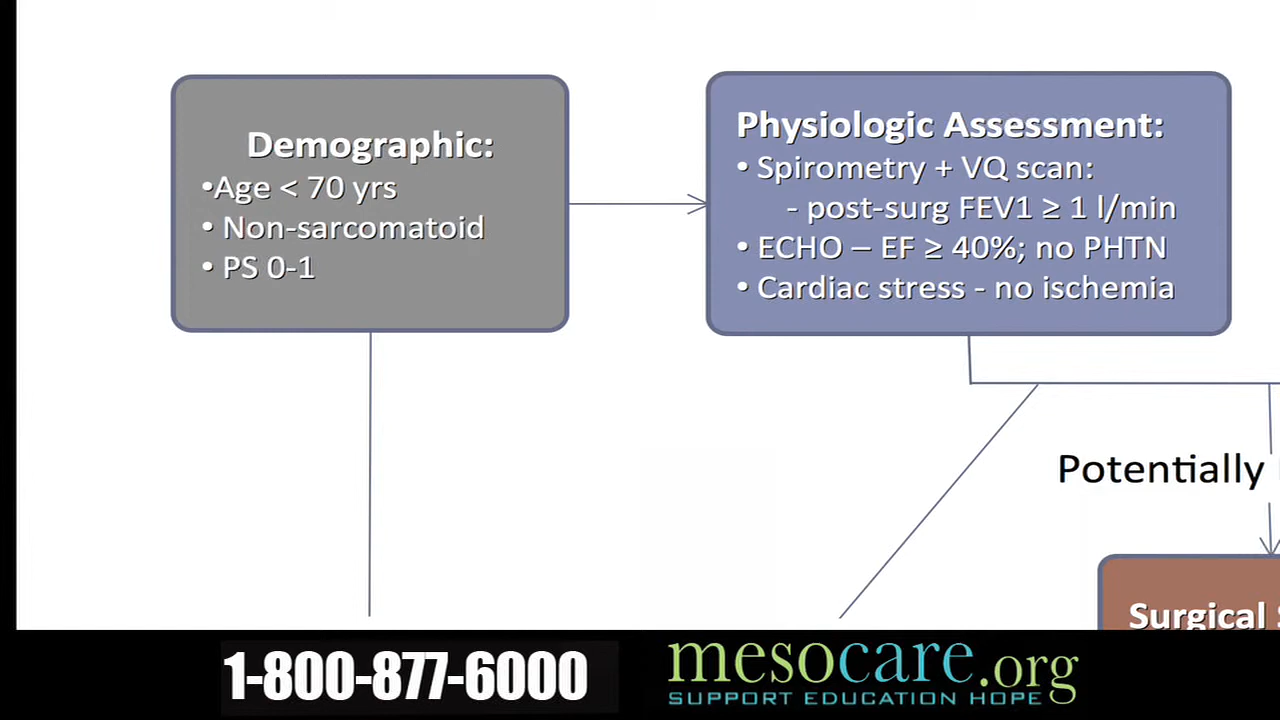 Demographic:
•Age < 70 yrs
• Non-sarcomatoid
• PS 0-1
Physiologic Assessment:
• Spirometry + VQ scan:
- post-surg FEV1 ≥ 1 l/min
• ECHO – EF ≥ 40%; no PHTN
• Cardiac stress - no ischemia
Potentially
Surgical
1-800-877-6000
mesocare.org
SUPPORT EDUCATION HOPE